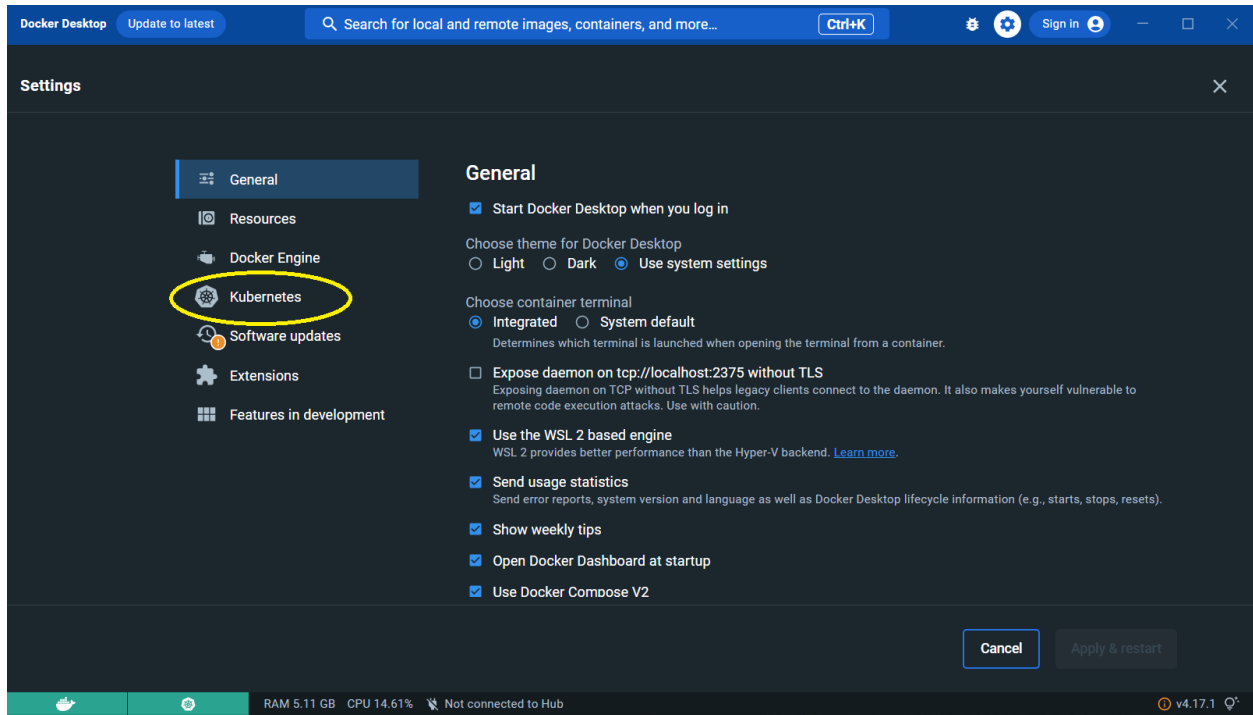 Docker Desktop Update to latest Search for local and remote images, containers, and more... Ctrl+K Sign in
Settings
General
Resources
Docker Engine
Kubernetes
Software updates
Extensions
Features in development
General
Start Docker Desktop when you log in
Choose theme for Docker Desktop
Light Dark Use system settings
Choose container terminal
Integrated System default
Determines which terminal is launched when opening the terminal from a container.
Expose daemon on tcp://localhost:2375 without TLS
Exposing daemon on TCP without TLS helps legacy clients connect to the daemon. It also makes yourself vulnerable to
remote code execution attacks. Use with caution.
Use the WSL 2 based engine
WSL 2 provides better performance than the Hyper-V backend. Learn more.
Send usage statistics
Send error reports, system version and language as well as Docker Desktop lifecycle information (e.g., starts, stops, resets).
Show weekly tips
Open Docker Dashboard at startup
Use Docker Compose V2
Cancel Apply & restart
RAM 5.11 GB CPU 14.61% Not connected to Hub v4.17.1